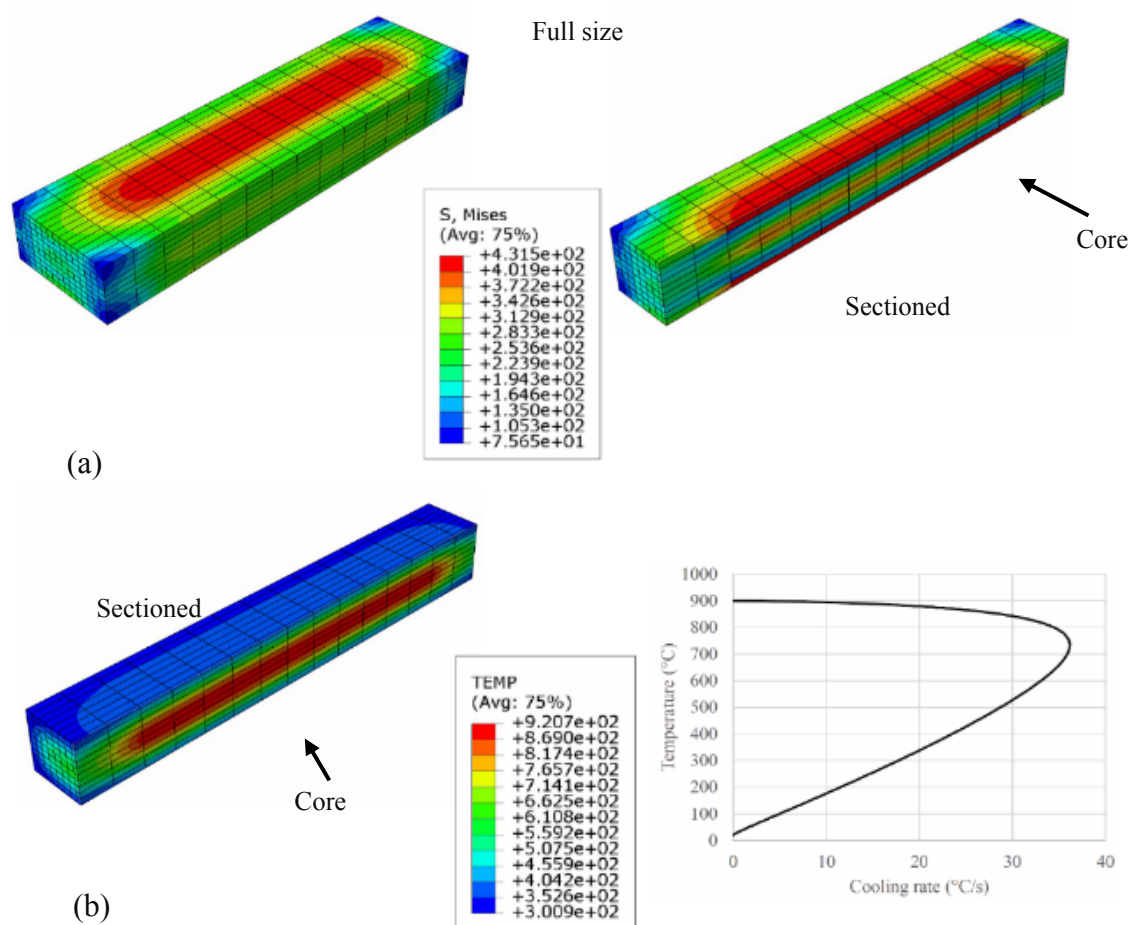 Full size
Core
Sectioned
S, Mises
(Avg: 75%)
+4.315e+02
+4.019e+02
+3.722e+02
+3.426e+02
+3.129e+02
+2.833e+02
+2.536e+02
+2.239e+02
+1.943e+02
+1.646e+02
+1.350e+02
+1.053e+02
+7.565e+01
(a)
Sectioned
Core
TEMP
(Avg: 75%)
+9.207e+02
+8.690e+02
+8.174e+02
+7.657e+02
+7.141e+02
+6.625e+02
+6.108e+02
+5.592e+02
+5.075e+02
+4.559e+02
+4.042e+02
+3.526e+02
+3.009e+02
(b)
Temperature (°C)
1000
900
800
700
600
500
400
300
200
100
0
0 10 20 30 40
Cooling rate (°C/s)